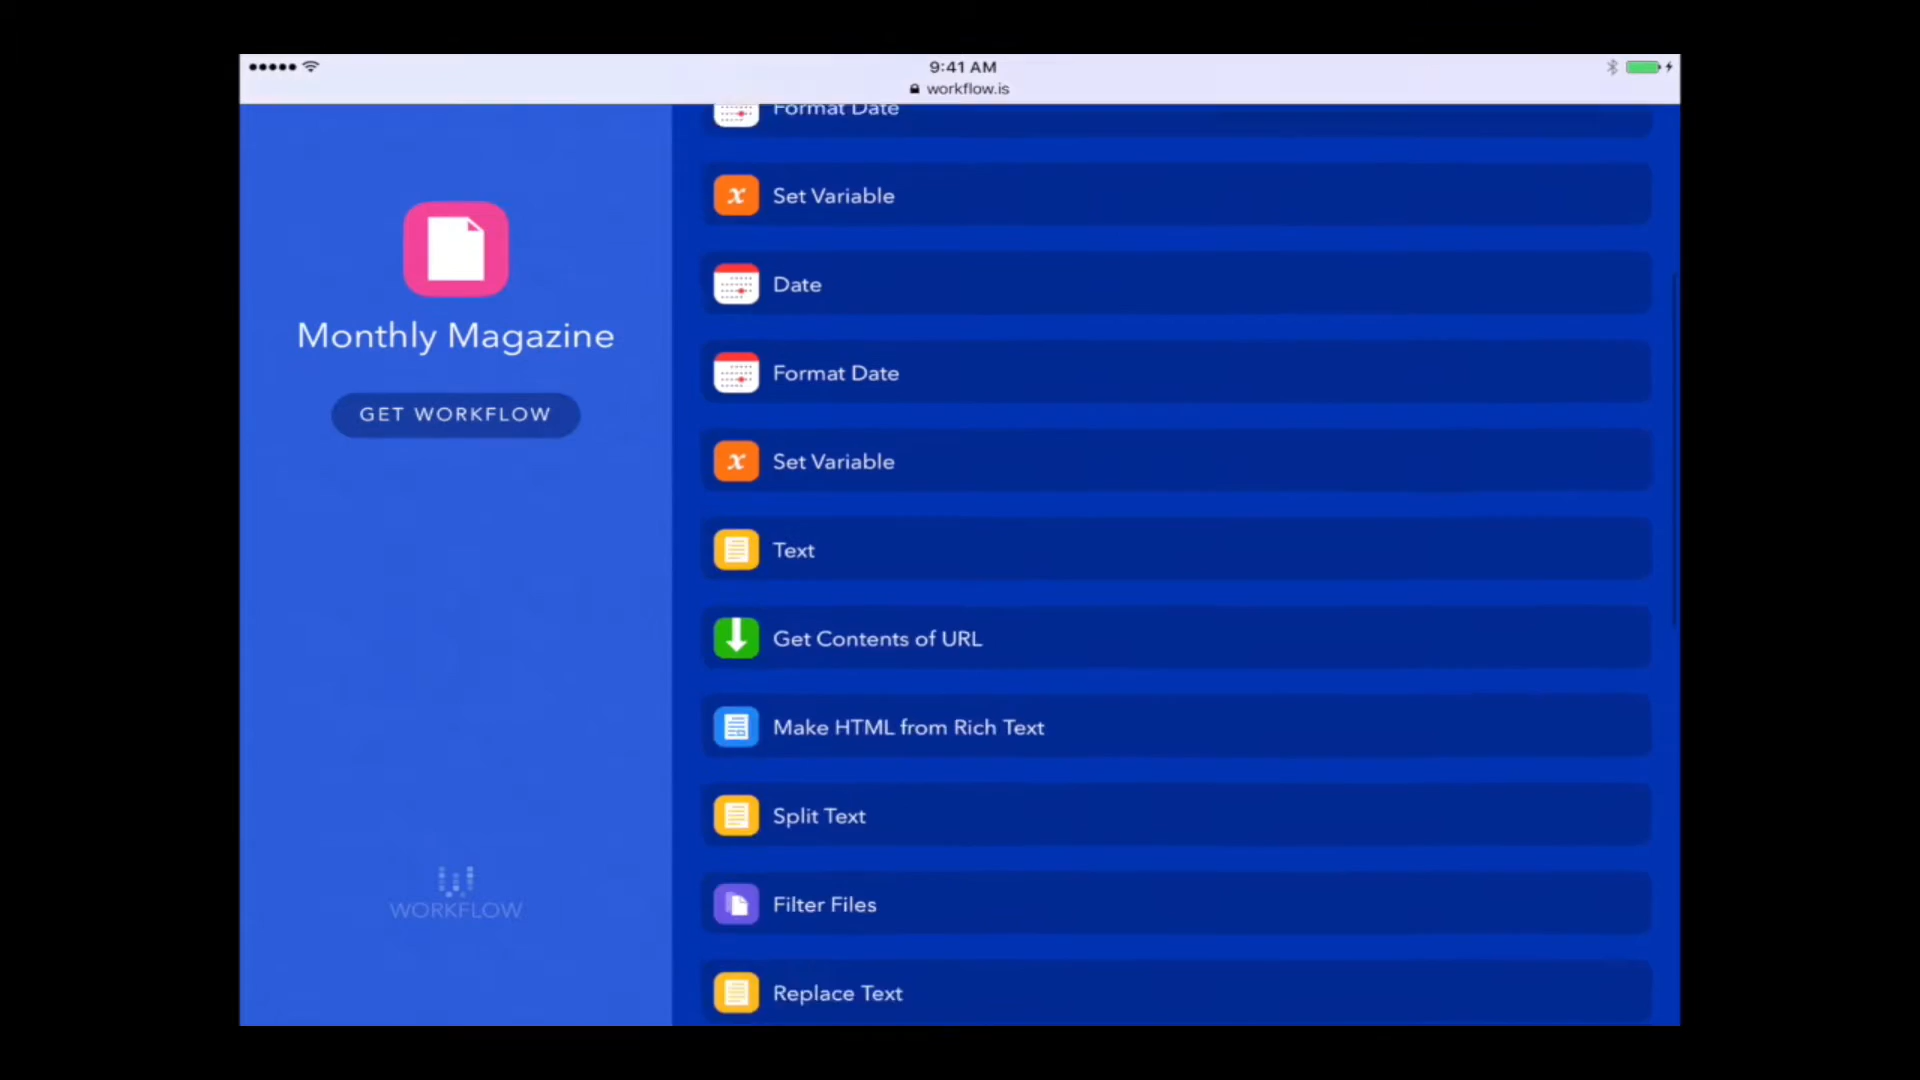 9:41 AM
workflow.is
Monthly Magazine
GET WORKFLOW
WORKFLOW
Format Date
Set Variable
Date
Format Date
Set Variable
Text
Get Contents of URL
Make HTML from Rich Text
Split Text
Filter Files
Replace Text